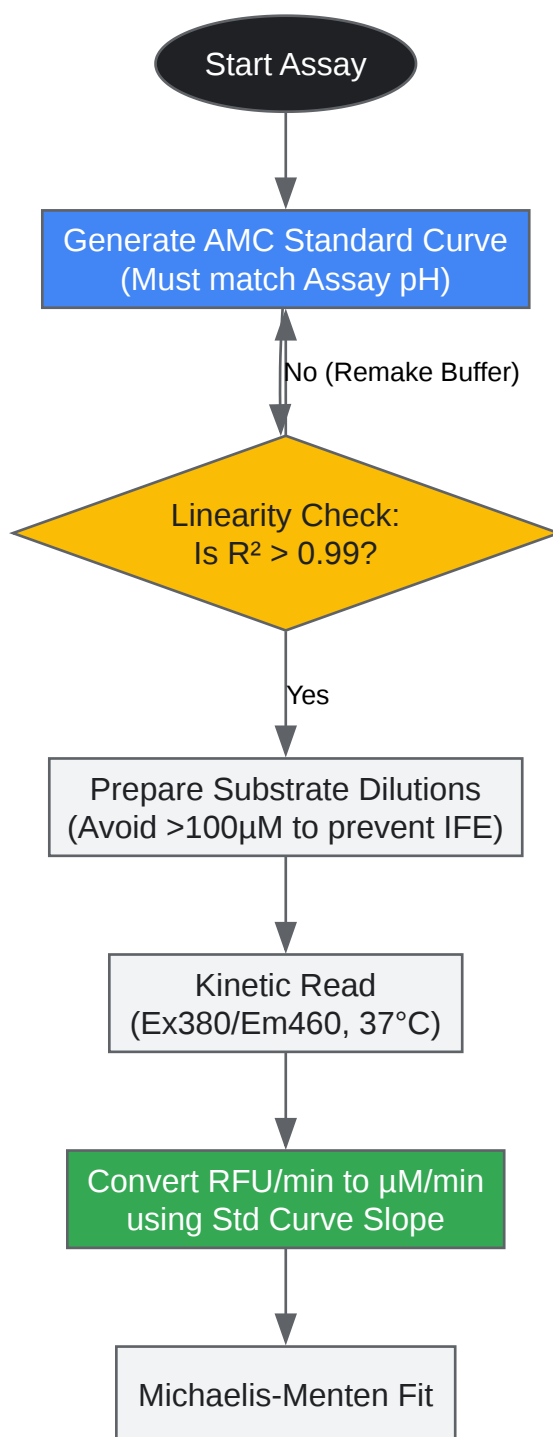 Start Assay
Generate AMC Standard Curve
(Must match Assay pH)
No (Remake Buffer)
Linearity Check:
Is R² > 0.99?
Yes
Prepare Substrate Dilutions
(Avoid >100µM to prevent IFE)
Kinetic Read
(Ex380/Em460, 37°C)
Convert RFU/min to µM/min
using Std Curve Slope
Michaelis-Menten Fit